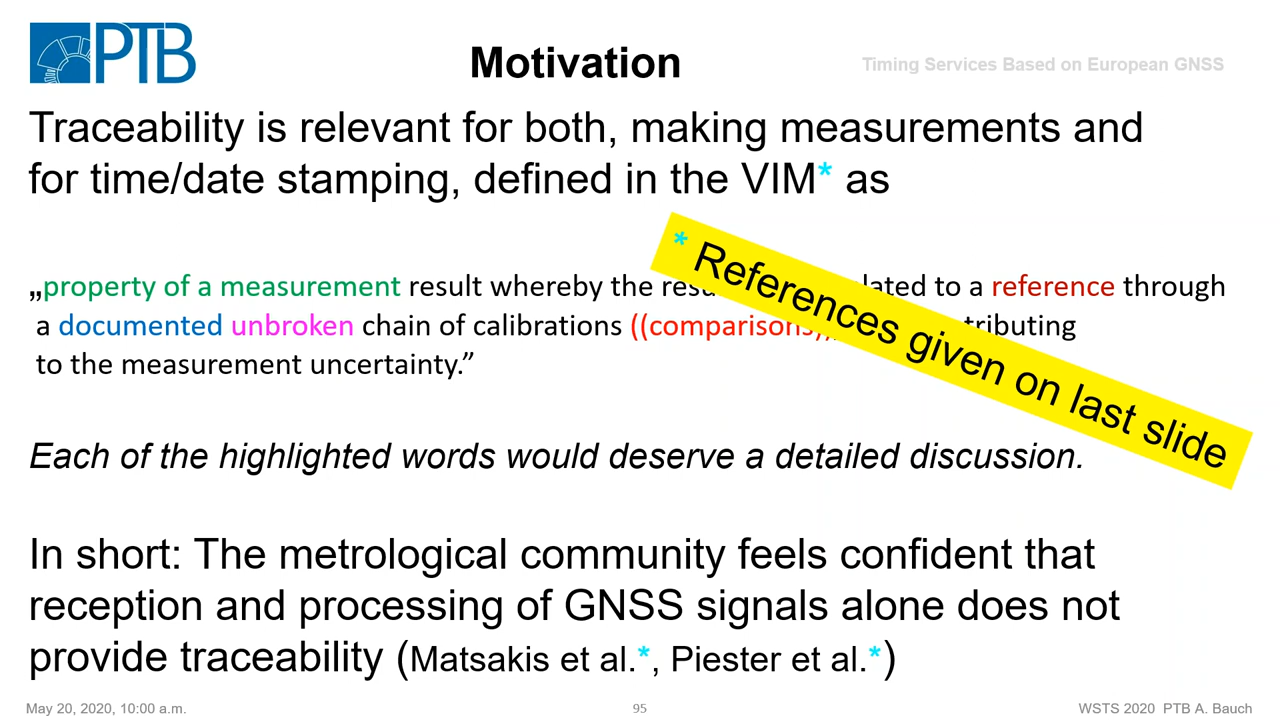 PTB
Motivation
Timing Services Based on European GNSS
Traceability is relevant for both, making measurements and
for time/date stamping, defined in the VIM* as
„property of a measurement result whereby the lated to a reference through
a documented unbroken chain of calibrations ((comparisons)
to the measurement uncertainty.”
* References given on last slide
Each of the highlighted words would deserve a detailed discussion.
In short: The metrological community feels confident that
reception and processing of GNSS signals alone does not
provide traceability (Matsakis et al.*, Piester et al.*)
May 20, 2020, 10:00 a.m.
95
WSTS 2020 PTB A. Bauch